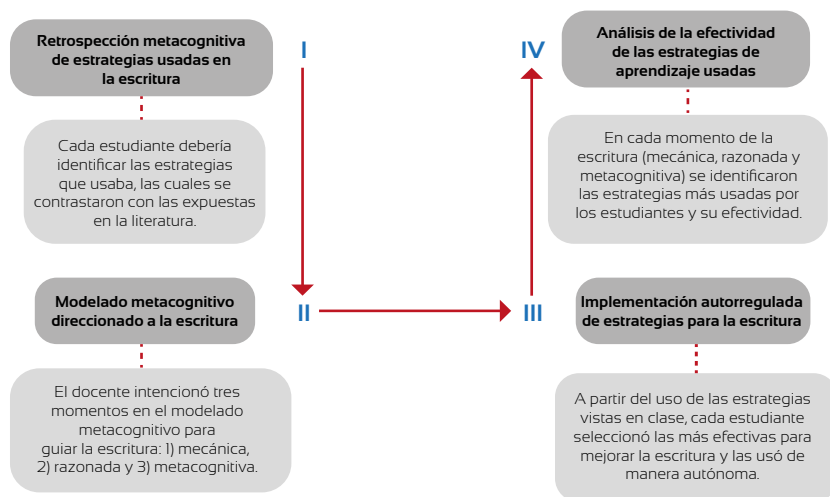 Retrospección metacognitiva
de estrategias usadas en
la escritura
I
Cada estudiante debería
identificar las estrategias
que usaba, las cuales se
contrastaron con las expuestas
en la literatura.
Modelado metacognitivo
direccionado a la escritura
II
El docente intencionó tres
momentos en el modelado
metacognitivo para
guiar la escritura: 1) mecánica,
2) razonada y 3) metacognitiva.
III
Implementación autorregulada
de estrategias para la escritura
A partir del uso de las estrategias
vistas en clase, cada estudiante
seleccionó las más efectivas para
mejorar la escritura y las usó de
manera autónoma.
IV
Análisis de la efectividad
de las estrategias de
aprendizaje usadas
En cada momento de la
escritura (mecánica, razonada y
metacognitiva) se identificaron
las estrategias más usadas por
los estudiantes y su efectividad.